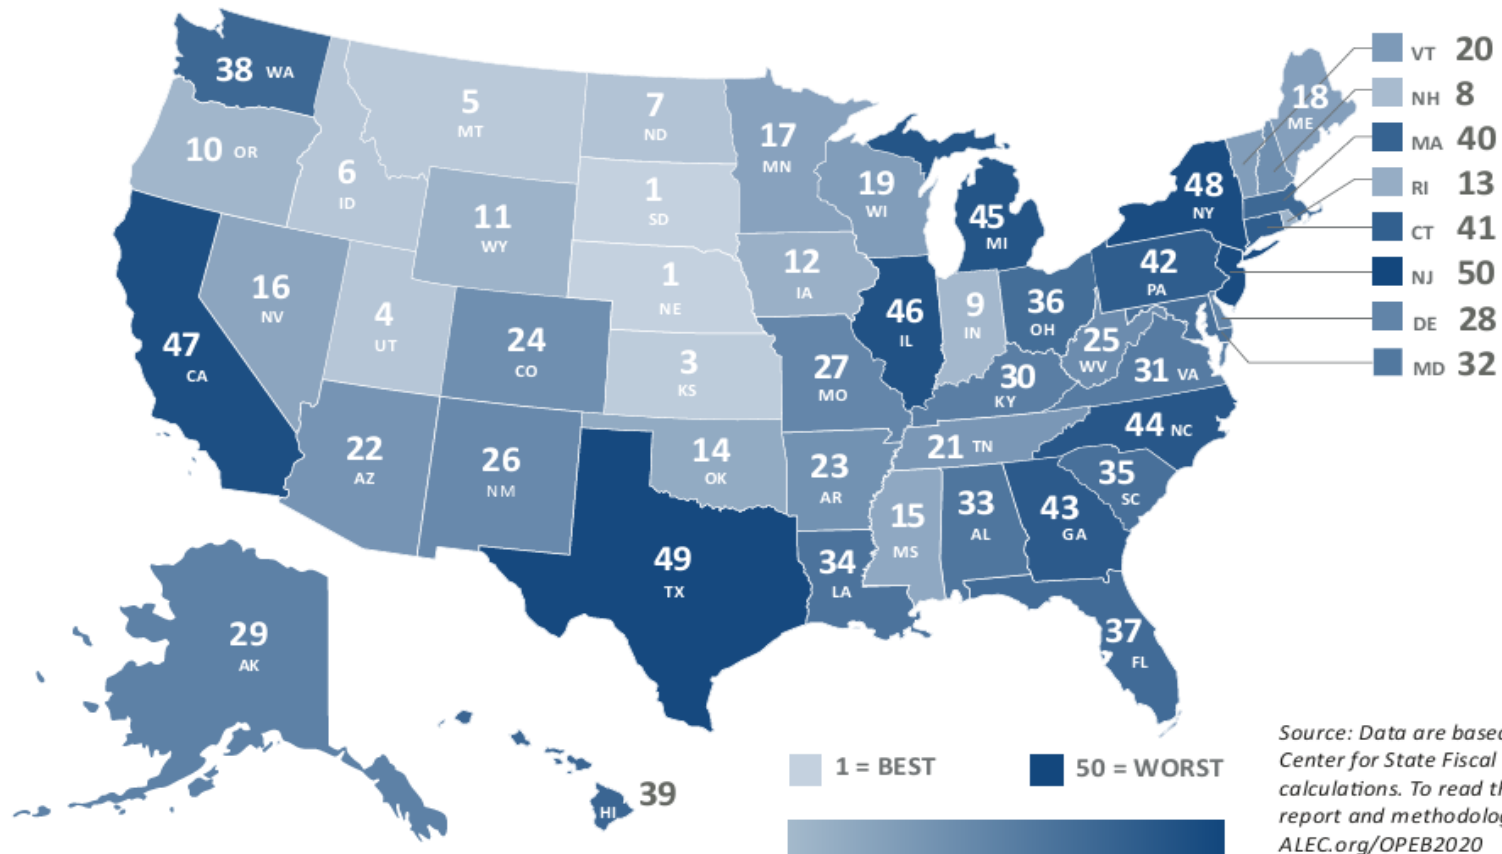 38 WA
10 OR
6
ID
5
MT
7
ND
1
SD
11
WY
1
NE
16
NV
4
UT
24
CO
3
KS
47
CA
22
AZ
26
NM
14
OK
49
TX
17
MN
19
WI
12
IA
27
MO
23
AR
34
LA
46
IL
45
MI
9
IN
36
OH
30
KY
21 TN
15
MS
33
AL
43
GA
37
FL
35
SC
44 NC
31 VA
25
WV
42
PA
48
NY
18
ME
VT 20
NH 8
MA 40
RI 13
CT 41
NJ 50
DE 28
MD 32
29
AK
HI 39
1 = BEST
50 = WORST
Source: Data are based
Center for State Fiscal
calculations. To read th
report and methodolog
ALEC.org/OPEB2020